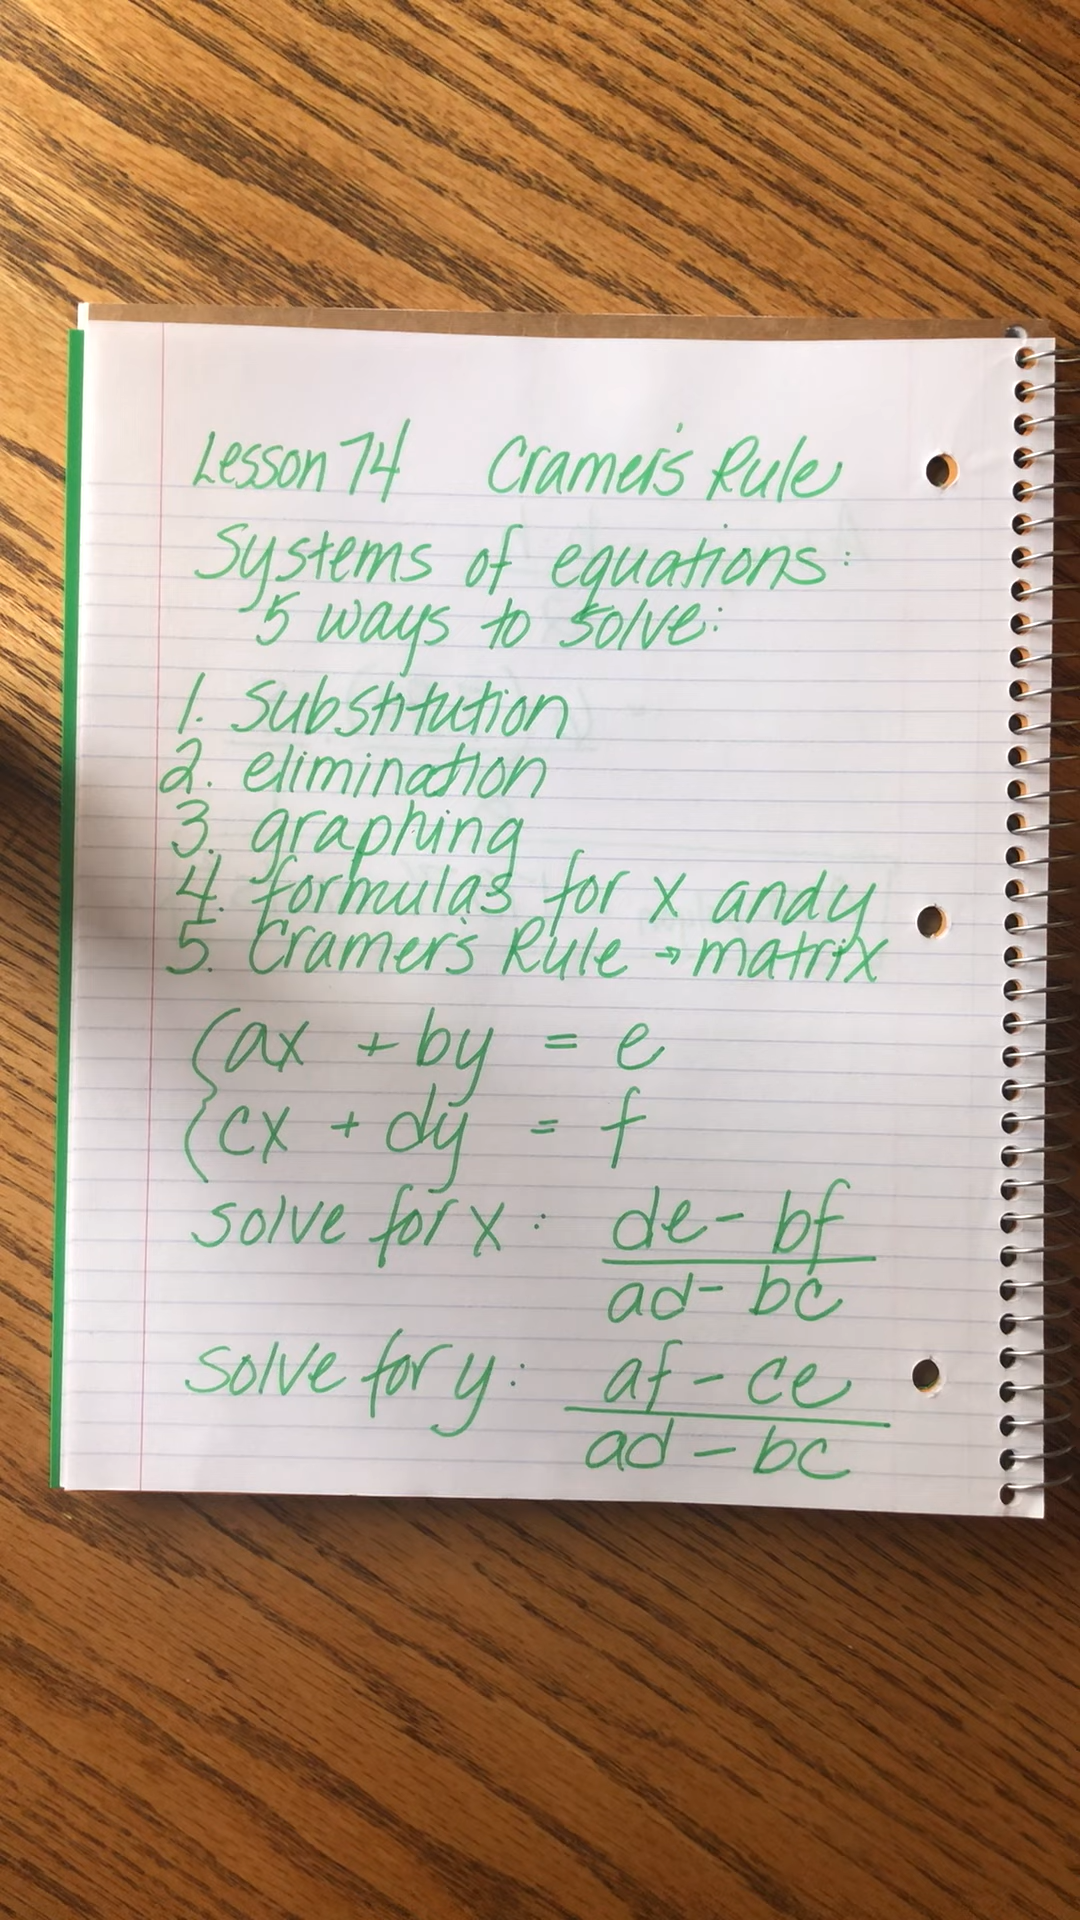 Lesson 74 Cramer's Rule
Systems of equations:
5 ways to solve:
1. substitution
2. elimination
3. graphing
4. formulas for x and y
5. Cramer's Rule → matrix
{ax + by = e
{cx + dy = f
solve for x: de - bf
ad - bc
solve for y: af - ce
ad - bc